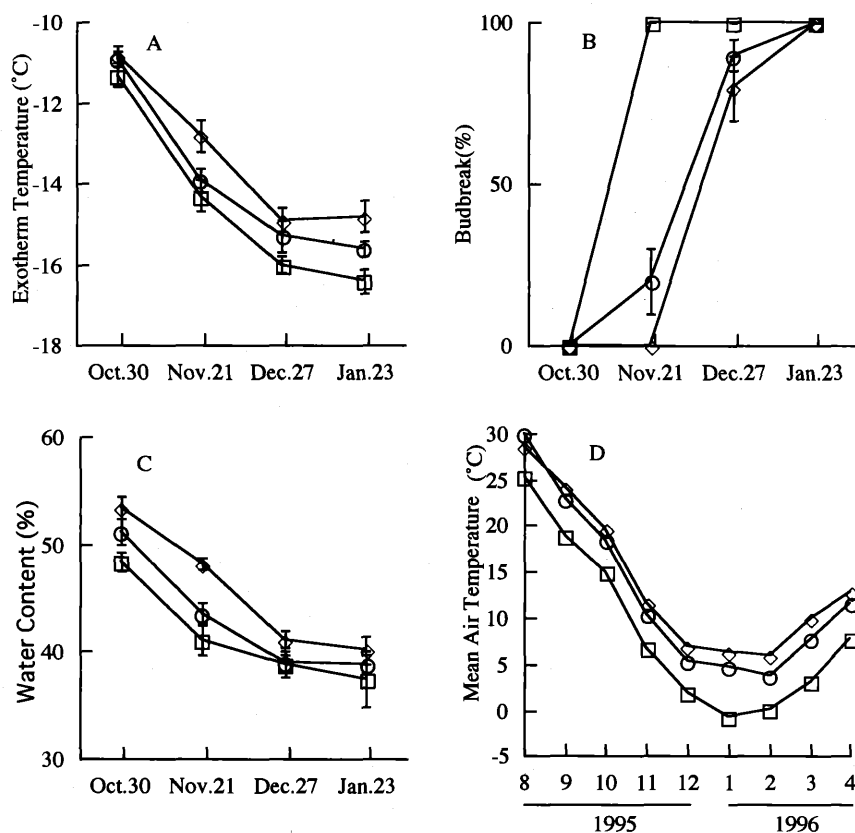 A
Exotherm Temperature (˚C)
-10
-12
-14
-16
-18
Oct.30 Nov.21 Dec.27 Jan.23
B
Budbreak(%)
100
50
0
Oct.30 Nov.21 Dec.27 Jan.23
C
Water Content (%)
60
50
40
30
Oct.30 Nov.21 Dec.27 Jan.23
D
Mean Air Temperature (˚C)
30
25
20
15
10
5
0
-5
8 9 10 11 12 1 2 3 4
1995 1996